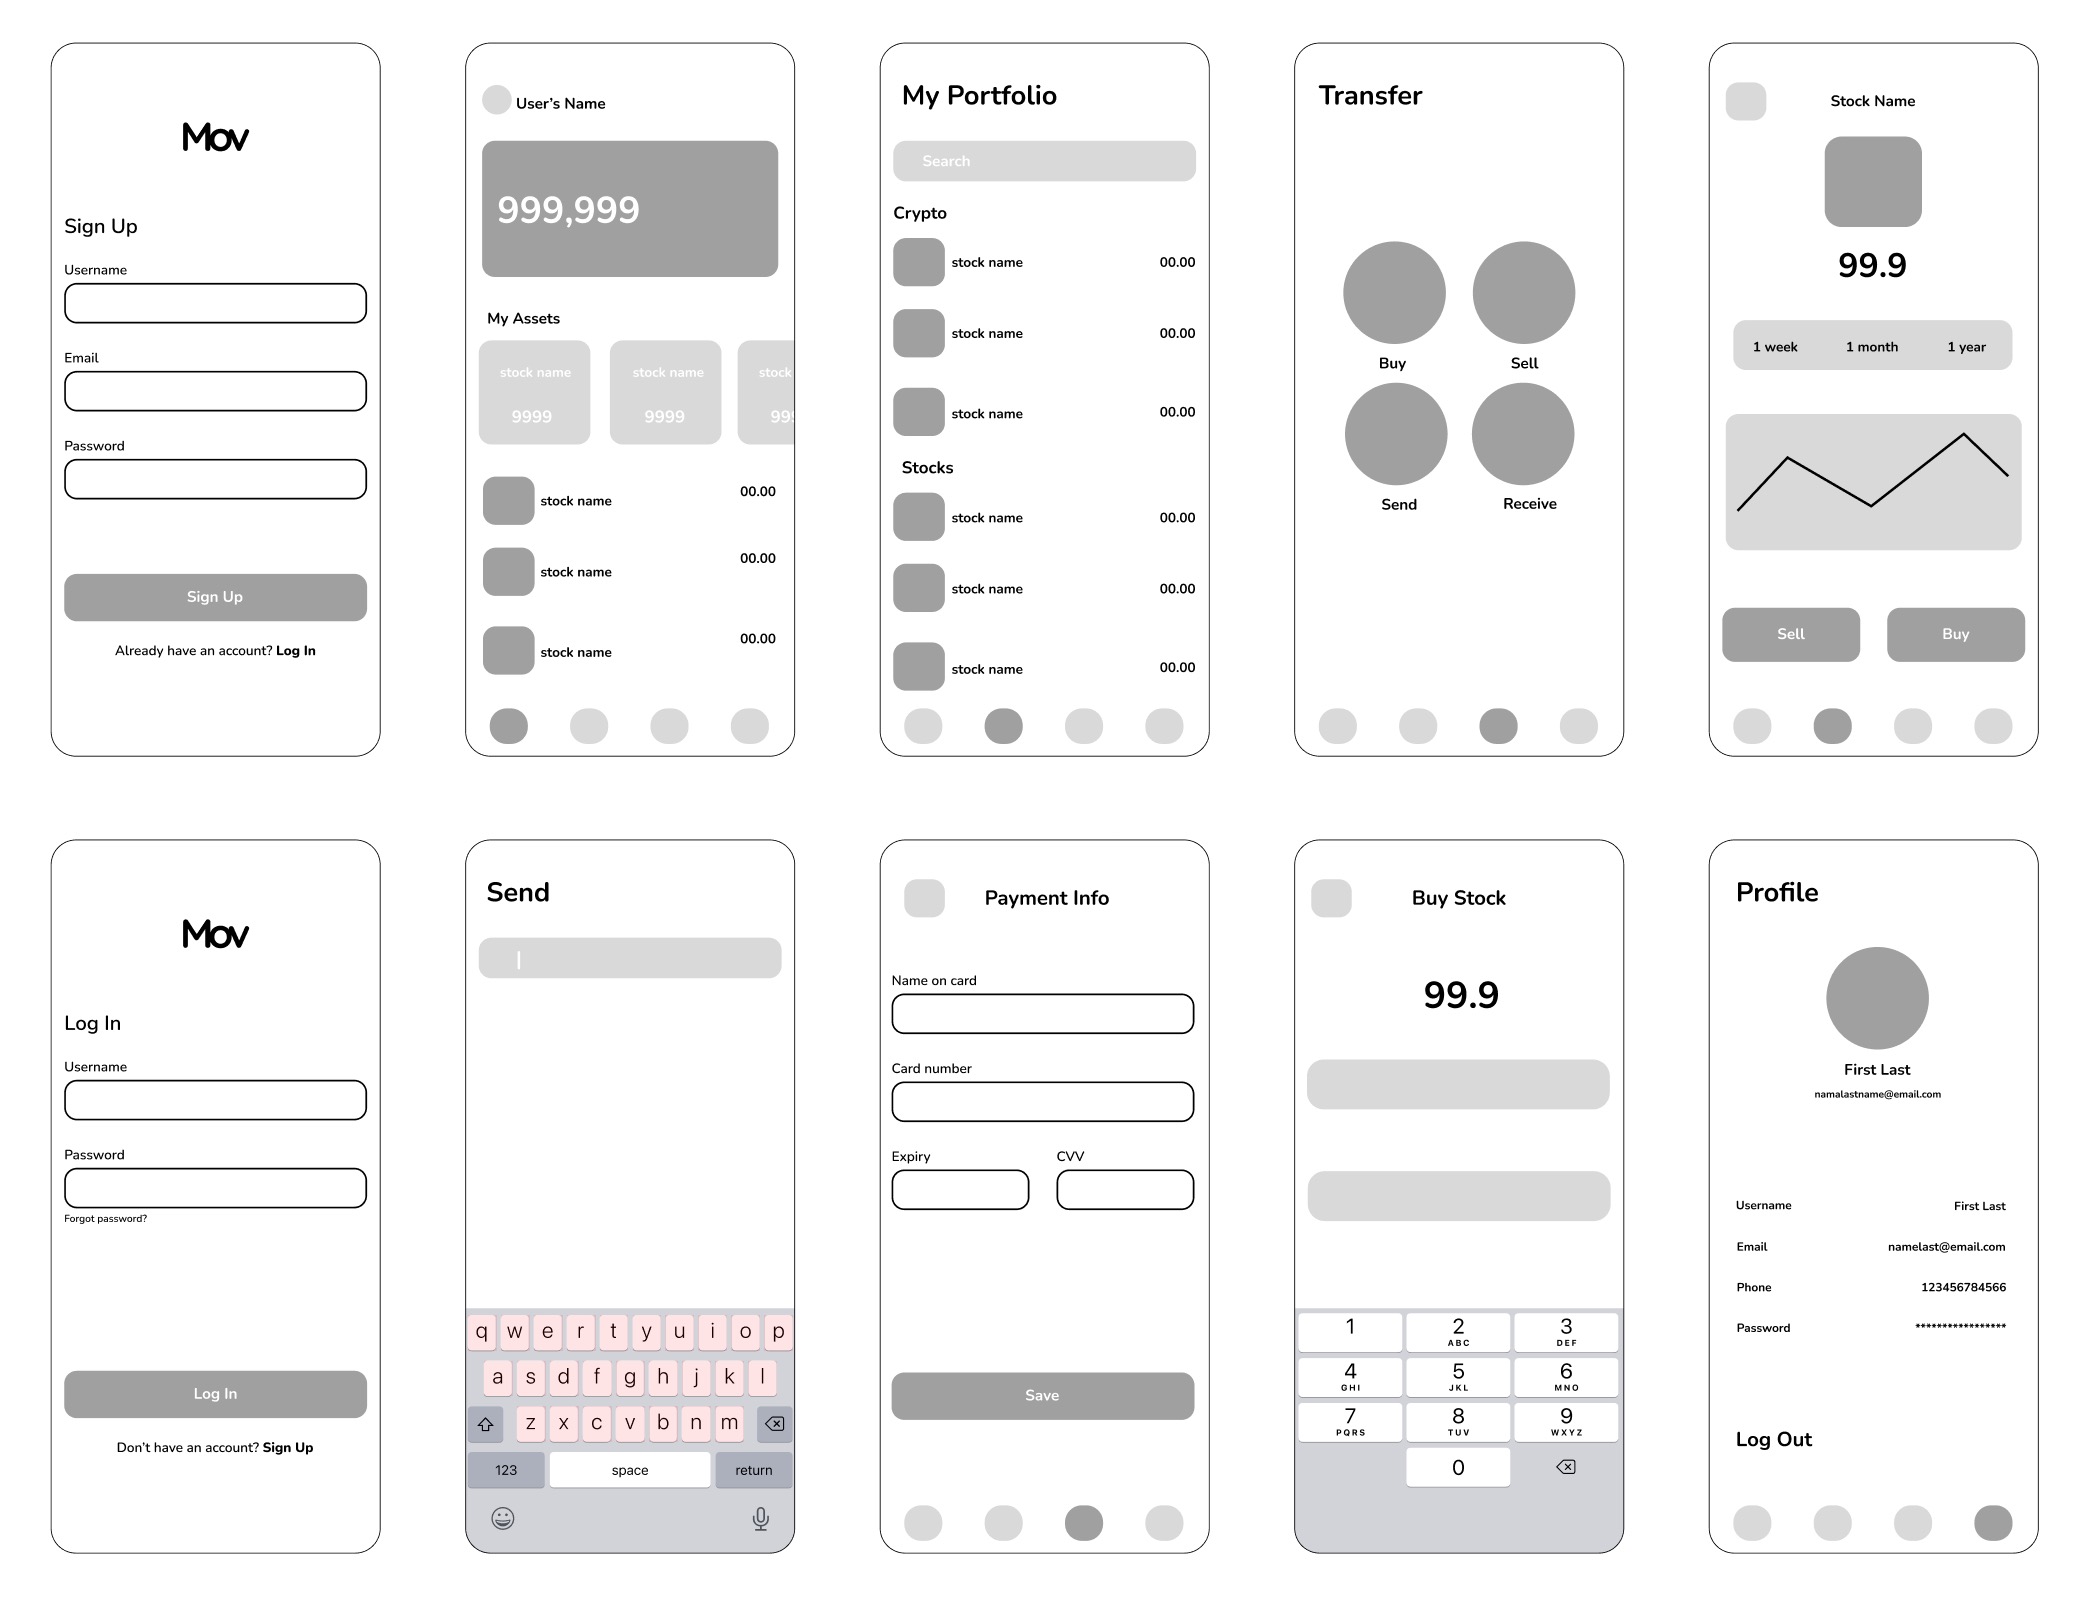 Mov
Sign Up
Username
Email
Password
Sign Up
Already have an account? Log In
User's Name
999,999
My Assets
stock name
9999
stock name
9999
stock
999
stock name 00.00
stock name 00.00
stock name 00.00
My Portfolio
Search
Crypto
stock name 00.00
stock name 00.00
stock name 00.00
Stocks
stock name 00.00
stock name 00.00
stock name 00.00
Transfer
Buy Sell
Send Receive
Stock Name
99.9
1 week 1 month 1 year
Sell Buy
Mov
Log In
Username
Password
Forgot password?
Log In
Don't have an account? Sign Up
Send
q w e r t y u i o p
a s d f g h j k l
z x c v b n m
123 space return
Payment Info
Name on card
Card number
Expiry CVV
Save
Buy Stock
99.9
1 2 3
ABC DEF
4 5 6
GHI JKL MNO
7 8 9
PQRS TUV WXYZ
0
Profile
First Last
namalastname@email.com
Username First Last
Email namelast@email.com
Phone 123456784566
Password *****************
Log Out